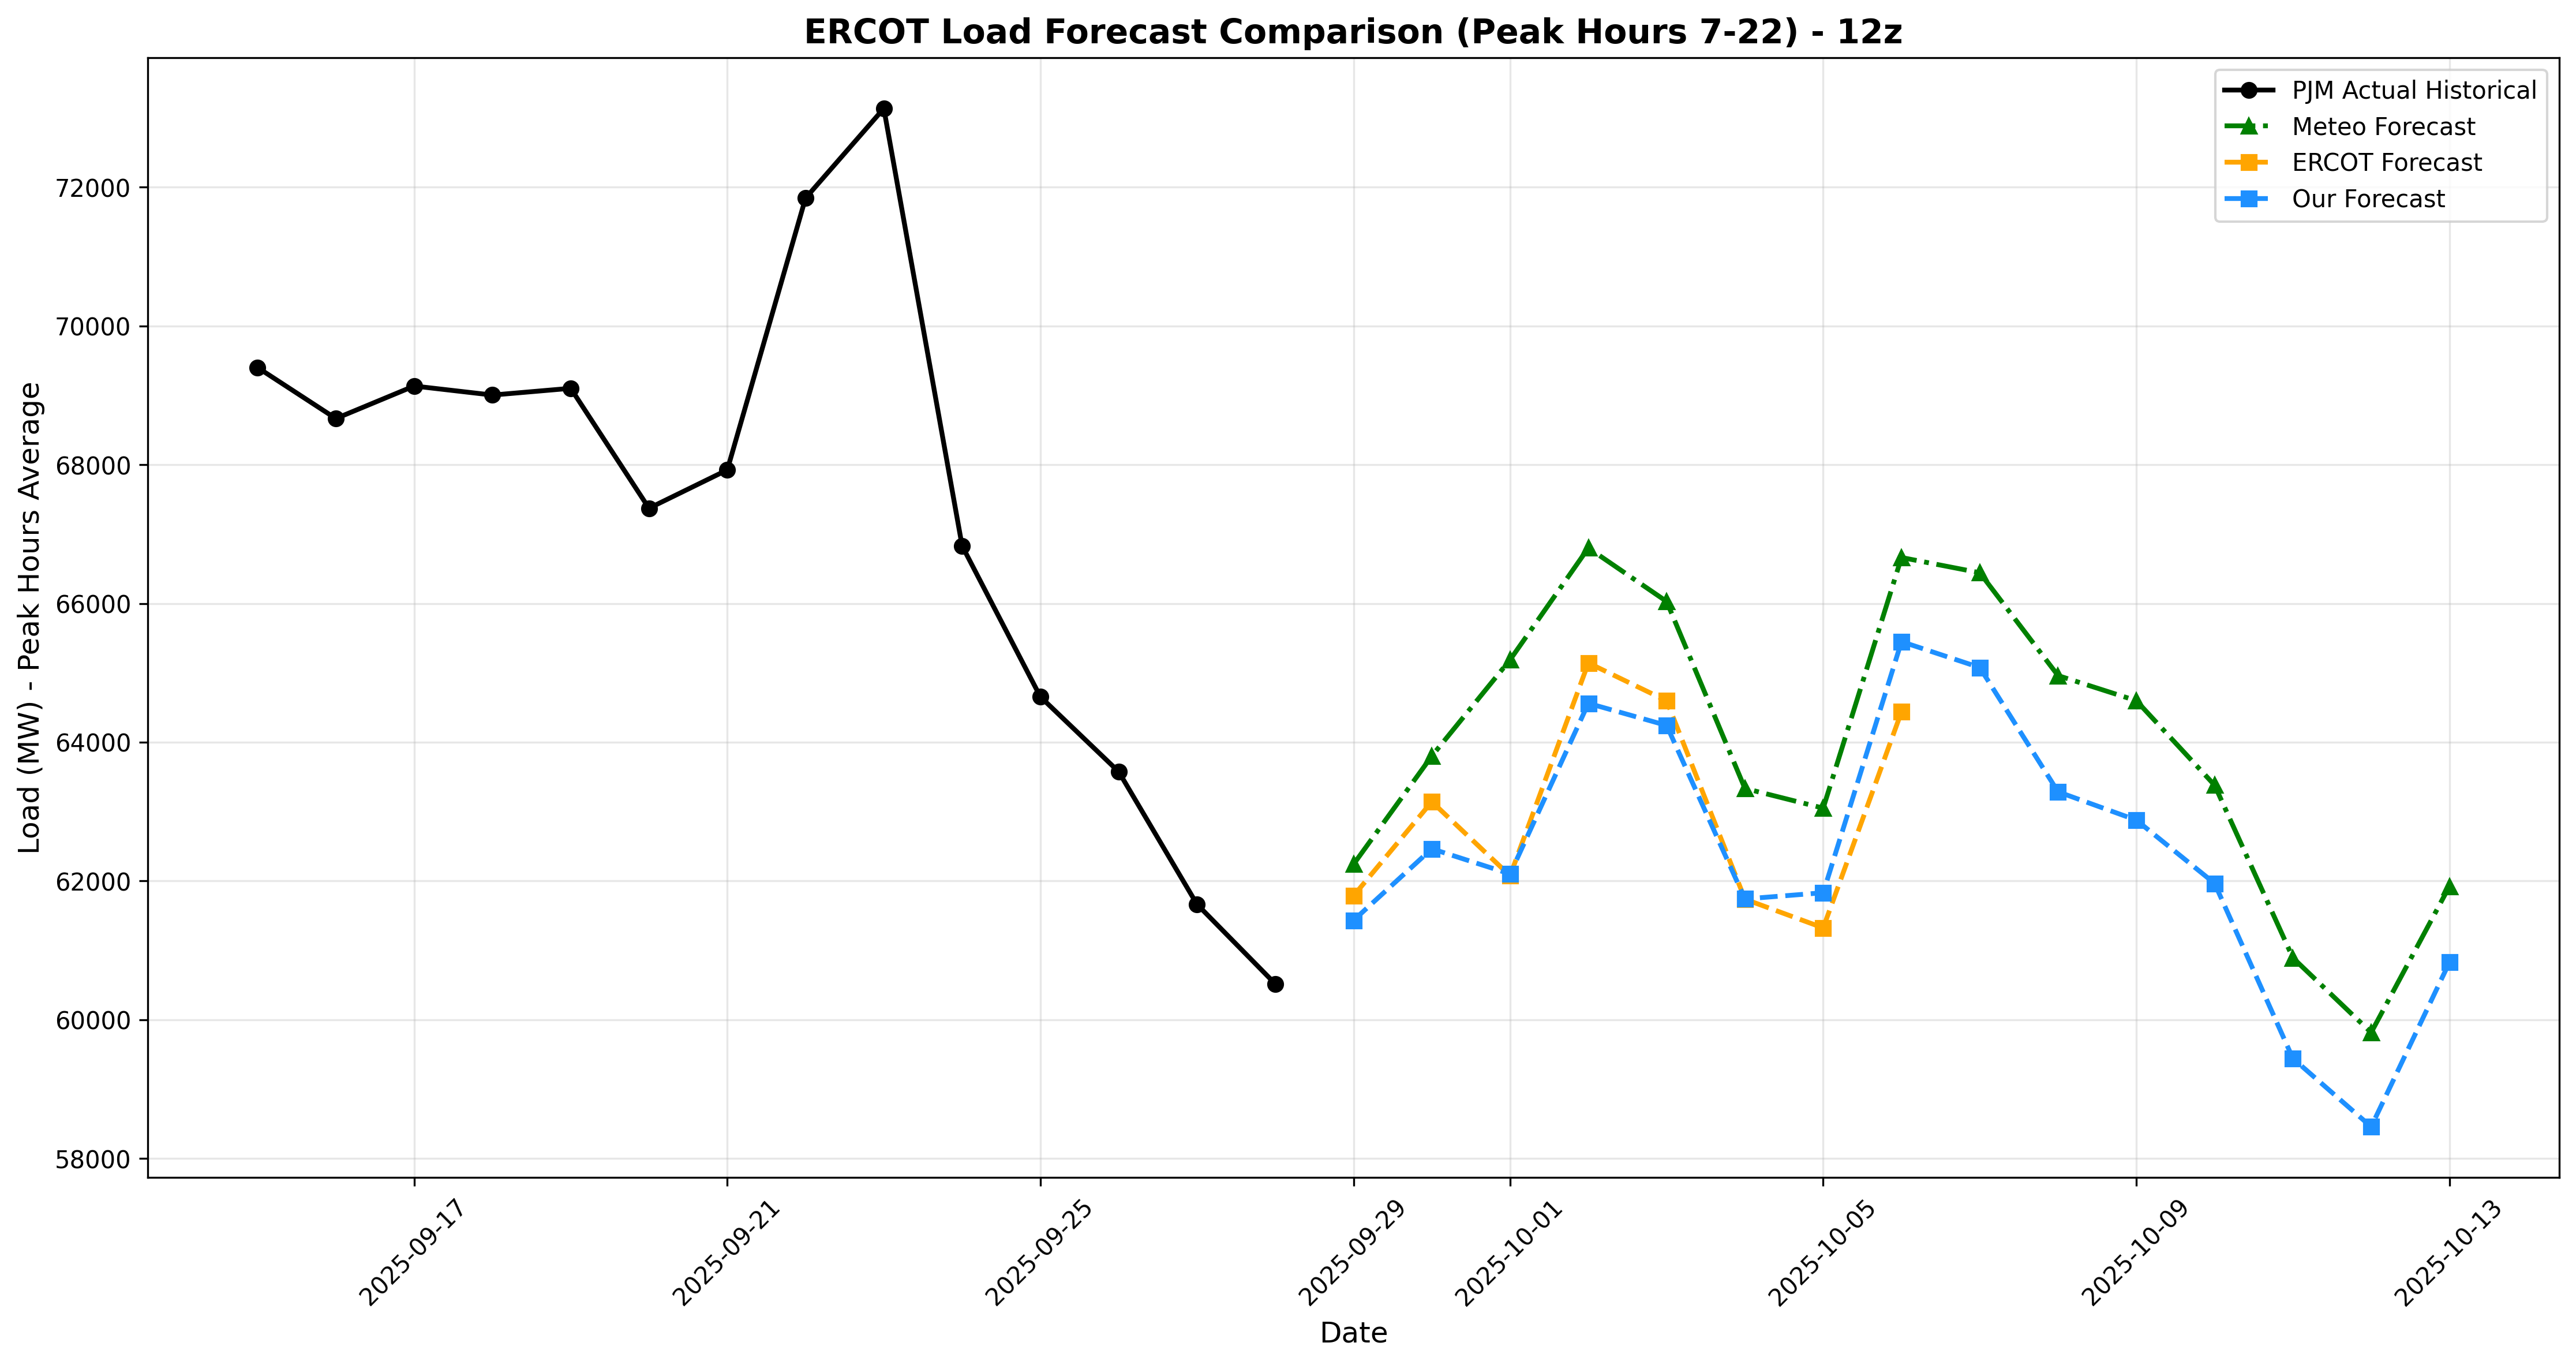 ERCOT Load Forecast Comparison (Peak Hours 7-22) - 12z
PJM Actual Historical
Meteo Forecast
ERCOT Forecast
Our Forecast
Load (MW) - Peak Hours Average
72000
70000
68000
66000
64000
62000
60000
58000
2025-09-17
2025-09-21
2025-09-25
2025-09-29
2025-10-01
2025-10-05
2025-10-09
2025-10-13
Date